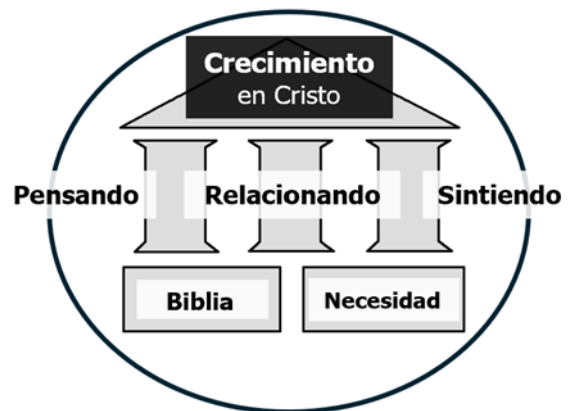 Crecimiento
en Cristo
Pensando Relacionando Sintiendo
Biblia Necesidad